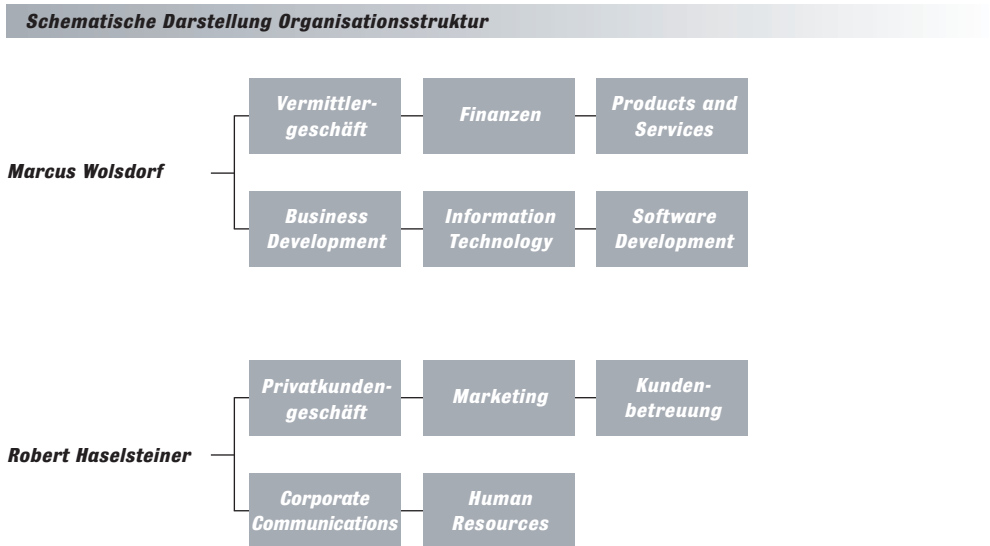 Schematische Darstellung Organisationsstruktur
Vermittler-
geschäft
Finanzen
Products and
Services
Marcus Wolsdorf
Business
Development
Information
Technology
Software
Development
Privatkunden-
geschäft
Marketing
Kunden-
betreuung
Robert Haselsteiner
Corporate
Communications
Human
Resources